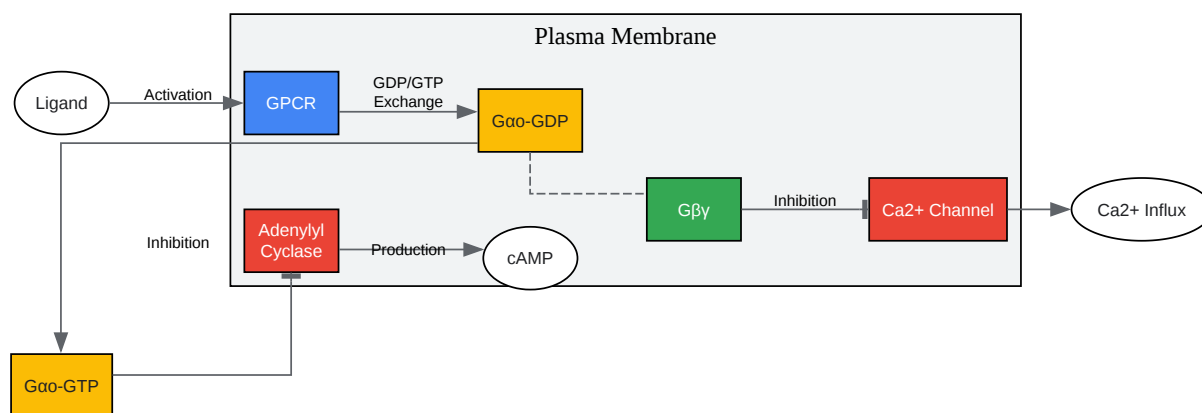 Plasma Membrane
Ligand
Activation
GPCR
GDP/GTP
Exchange
Gαo-GDP
Gβγ
Inhibition
Ca2+ Channel
Ca2+ Influx
Inhibition
Adenylyl
Cyclase
Production
cAMP
Gαo-GTP